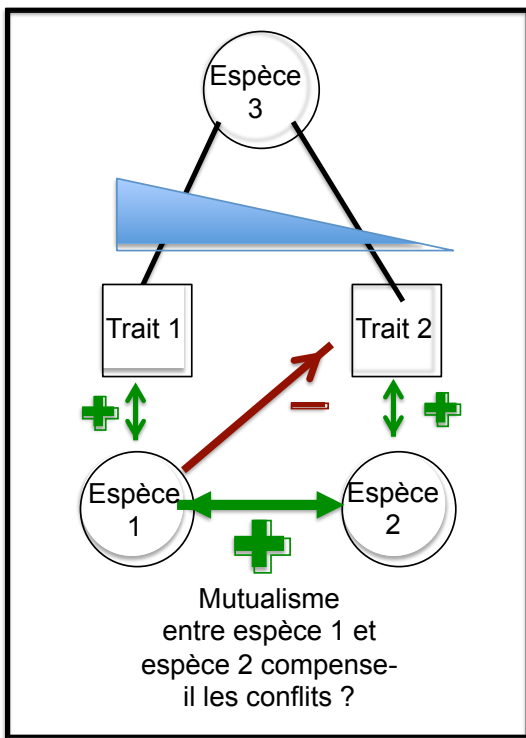 Espèce
3
Trait 1
Trait 2
+
+
−
Espèce
1
Espèce
2
+
Mutualisme
entre espèce 1 et
espèce 2 compense-
il les conflits ?